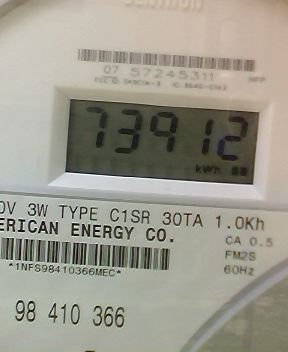 CENTRON
07 57245311
73912
kWh
0V 3W TYPE C1SR 30TA 1.0Kh
ERICAN ENERGY CO.
CA 0.5
FM2S
*1NFS98410366MEC*
60Hz
98 410 366